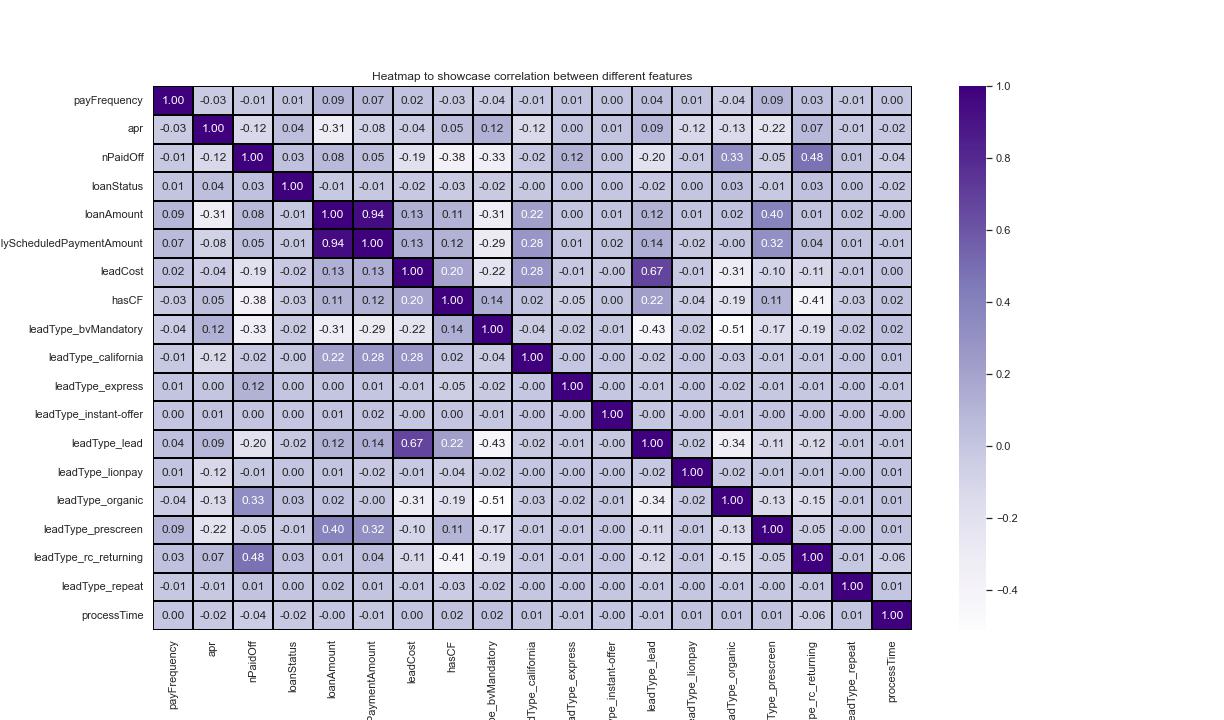 Heatmap to showcase correlation between different features
payFrequency 1.00 -0.03 -0.01 0.01 0.09 0.07 0.02 -0.03 -0.04 -0.01 0.01 0.00 0.04 0.01 -0.04 0.09 0.03 -0.01 0.00
apr -0.03 1.00 -0.12 0.04 -0.31 -0.08 -0.04 0.05 0.12 -0.12 0.00 0.01 0.09 -0.12 -0.13 -0.22 0.07 -0.01 -0.02
nPaidOff -0.01 -0.12 1.00 0.03 0.08 0.05 -0.19 -0.38 -0.33 -0.02 0.12 0.00 -0.20 -0.01 0.33 -0.05 0.48 0.01 -0.04
loanStatus 0.01 0.04 0.03 1.00 -0.01 -0.01 -0.02 -0.03 -0.02 -0.00 0.00 0.00 -0.02 0.00 0.03 -0.01 0.03 0.00 -0.02
loanAmount 0.09 -0.31 0.08 -0.01 1.00 0.94 0.13 0.11 -0.31 0.22 0.00 0.01 0.12 0.01 0.02 0.40 0.01 0.02 -0.00
lyScheduledPaymentAmount 0.07 -0.08 0.05 -0.01 0.94 1.00 0.13 0.12 -0.29 0.28 0.01 0.02 0.14 -0.02 -0.00 0.32 0.04 0.01 -0.01
leadCost 0.02 -0.04 -0.19 -0.02 0.13 0.13 1.00 0.20 -0.22 0.28 -0.01 -0.00 0.67 -0.01 -0.31 -0.10 -0.11 -0.01 0.00
hasCF -0.03 0.05 -0.38 -0.03 0.11 0.12 0.20 1.00 0.14 0.02 -0.05 0.00 0.22 -0.04 -0.19 0.11 -0.41 -0.03 0.02
leadType_bvMandatory -0.04 0.12 -0.33 -0.02 -0.31 -0.29 -0.22 0.14 1.00 -0.04 -0.02 -0.01 -0.43 -0.02 -0.51 -0.17 -0.19 -0.02 0.02
leadType_california -0.01 -0.12 -0.02 -0.00 0.22 0.28 0.28 0.02 -0.04 1.00 -0.00 -0.00 -0.02 -0.00 -0.03 -0.01 -0.01 -0.00 0.01
leadType_express 0.01 0.00 0.12 0.00 0.00 0.01 -0.01 -0.05 -0.02 -0.00 1.00 -0.00 -0.01 -0.00 -0.02 -0.01 -0.01 -0.00 -0.01
leadType_instant-offer 0.00 0.01 0.00 0.00 0.01 0.02 -0.00 0.00 -0.01 -0.00 -0.00 1.00 -0.00 -0.00 -0.01 -0.00 -0.00 -0.00 -0.00
leadType_lead 0.04 0.09 -0.20 -0.02 0.12 0.14 0.67 0.22 -0.43 -0.02 -0.01 -0.00 1.00 -0.02 -0.34 -0.11 -0.12 -0.01 -0.01
leadType_lionpay 0.01 -0.12 -0.01 0.00 0.01 -0.02 -0.01 -0.04 -0.02 -0.00 -0.00 -0.00 -0.02 1.00 -0.02 -0.01 -0.01 -0.00 0.01
leadType_organic -0.04 -0.13 0.33 0.03 0.02 -0.00 -0.31 -0.19 -0.51 -0.03 -0.02 -0.01 -0.34 -0.02 1.00 -0.13 -0.15 -0.01 0.01
leadType_prescreen 0.09 -0.22 -0.05 -0.01 0.40 0.32 -0.10 0.11 -0.17 -0.01 -0.01 -0.00 -0.11 -0.01 -0.13 1.00 -0.05 -0.00 0.01
leadType_rc_returning 0.03 0.07 0.48 0.03 0.01 0.04 -0.11 -0.41 -0.19 -0.01 -0.01 -0.00 -0.12 -0.01 -0.15 -0.05 1.00 -0.01 -0.06
leadType_repeat -0.01 -0.01 0.01 0.00 0.02 0.01 -0.01 -0.03 -0.02 -0.00 -0.00 -0.00 -0.01 -0.00 -0.01 -0.00 -0.01 1.00 0.01
processTime 0.00 -0.02 -0.04 -0.02 -0.00 -0.01 0.00 0.02 0.02 0.01 -0.01 -0.00 -0.01 0.01 0.01 0.01 -0.06 0.01 1.00
payFrequency
apr
nPaidOff
loanStatus
loanAmount
PaymentAmount
leadCost
hasCF
pe_bvMandatory
dType_california
adType_express
pe_instant-offer
leadType_lead
eadType_lionpay
adType_organic
Type_prescreen
pe_rc_returning
eadType_repeat
processTime
1.0
0.8
0.6
0.4
0.2
0.0
-0.2
-0.4